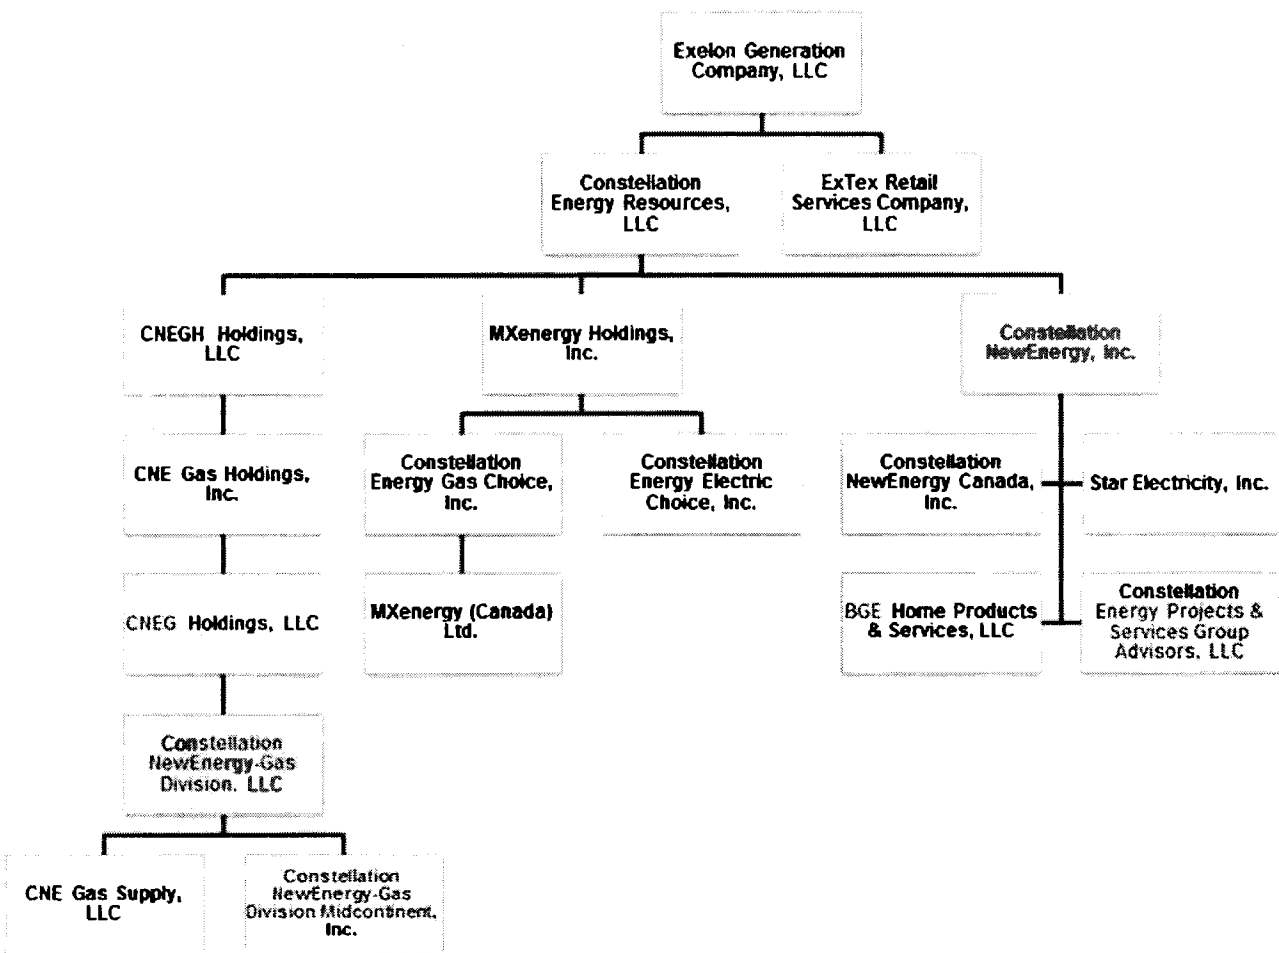 Exelon Generation
Company, LLC
Constellation
Energy Resources,
LLC
ExTex Retail
Services Company,
LLC
CNEGH Holdings,
LLC
MXenergy Holdings,
Inc.
Constellation
NewEnergy, Inc.
CNE Gas Holdings,
Inc.
Constellation
Energy Gas Choice,
Inc.
Constellation
Energy Electric
Choice, Inc.
Constellation
NewEnergy Canada,
Inc.
Star Electricity, Inc.
CNEG Holdings, LLC
MXenergy (Canada)
Ltd.
BGE Home Products
& Services, LLC
Constellation
Energy Projects &
Services Group
Advisors, LLC
Constellation
NewEnergy-Gas
Division, LLC
CNE Gas Supply,
LLC
Constellation
NewEnergy-Gas
Division Midcontinent,
Inc.